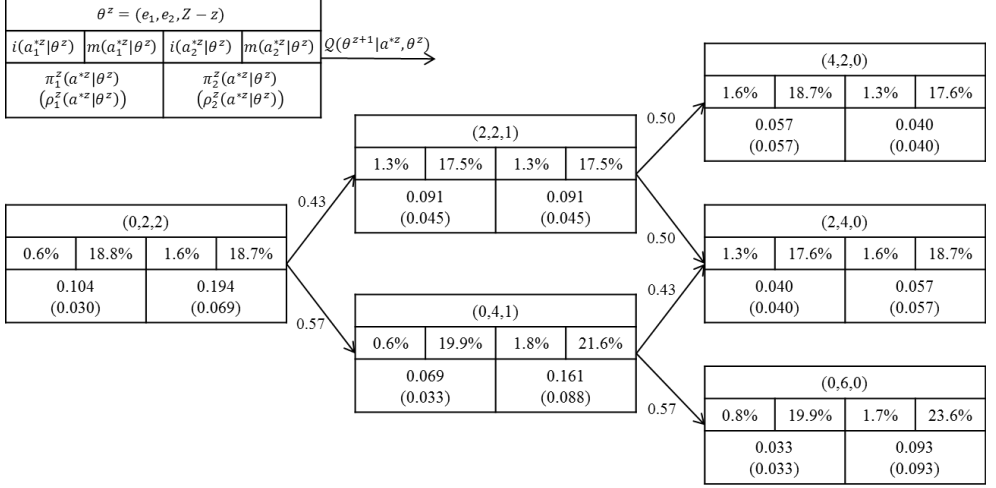 θ^z = (e_1, e_2, Z − z)
i(a_1^{*z}|θ^z) m(a_1^{*z}|θ^z) i(a_2^{*z}|θ^z) m(a_2^{*z}|θ^z) Q(θ^{z+1}|a^{*z}, θ^z)
π_1^z(a^{*z}|θ^z) π_2^z(a^{*z}|θ^z)
(ρ_1^z(a^{*z}|θ^z)) (ρ_2^z(a^{*z}|θ^z))
(0,2,2)
0.6% 18.8% 1.6% 18.7%
0.104 0.194
(0.030) (0.069)
0.43
0.57
(2,2,1)
1.3% 17.5% 1.3% 17.5%
0.091 0.091
(0.045) (0.045)
0.50
0.50
(0,4,1)
0.6% 19.9% 1.8% 21.6%
0.069 0.161
(0.033) (0.088)
0.43
0.57
(4,2,0)
1.6% 18.7% 1.3% 17.6%
0.057 0.040
(0.057) (0.040)
(2,4,0)
1.3% 17.6% 1.6% 18.7%
0.040 0.057
(0.040) (0.057)
(0,6,0)
0.8% 19.9% 1.7% 23.6%
0.033 0.093
(0.033) (0.093)